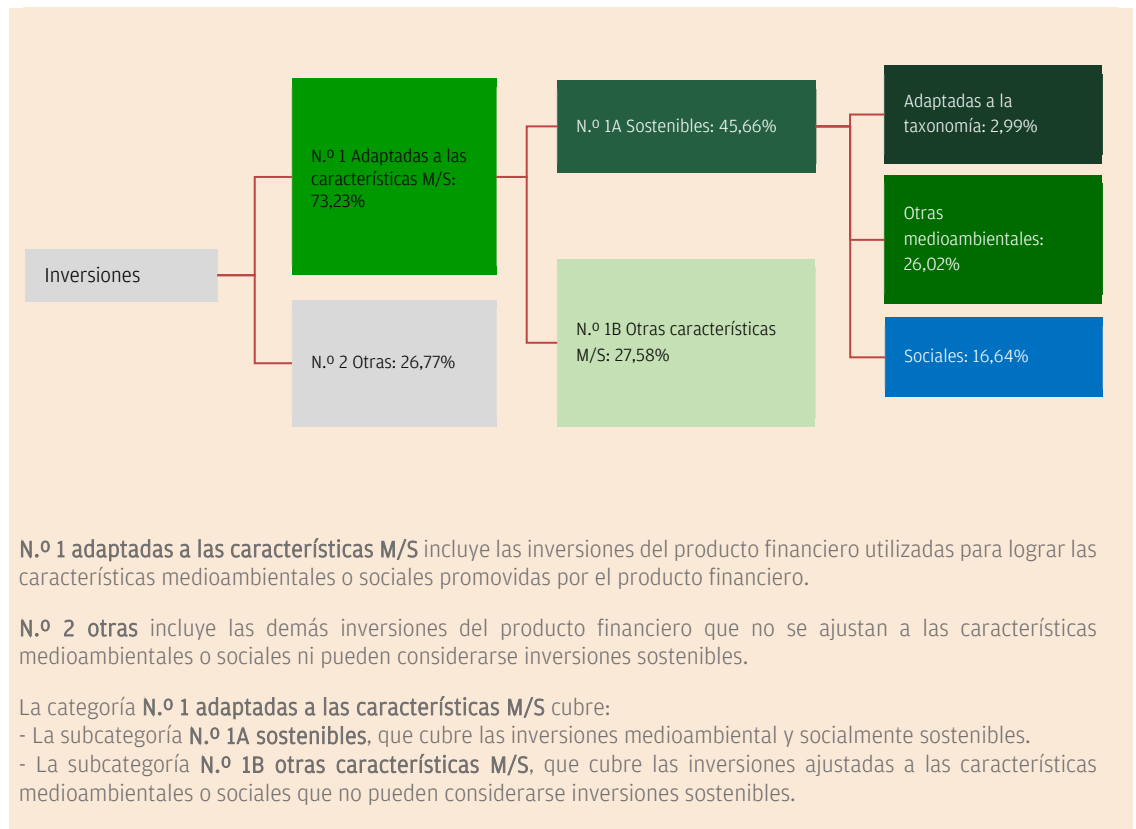 Inversiones
N.º 1 Adaptadas a las
características M/S:
73,23%
N.º 2 Otras: 26,77%
N.º 1A Sostenibles: 45,66%
N.º 1B Otras características
M/S: 27,58%
Adaptadas a la
taxonomía: 2,99%
Otras
medioambientales:
26,02%
Sociales: 16,64%
N.º 1 adaptadas a las características M/S incluye las inversiones del producto financiero utilizadas para lograr las
características medioambientales o sociales promovidas por el producto financiero.
N.º 2 otras incluye las demás inversiones del producto financiero que no se ajustan a las características
medioambientales o sociales ni pueden considerarse inversiones sostenibles.
La categoría N.º 1 adaptadas a las características M/S cubre:
- La subcategoría N.º 1A sostenibles, que cubre las inversiones medioambiental y socialmente sostenibles.
- La subcategoría N.º 1B otras características M/S, que cubre las inversiones ajustadas a las características
medioambientales o sociales que no pueden considerarse inversiones sostenibles.